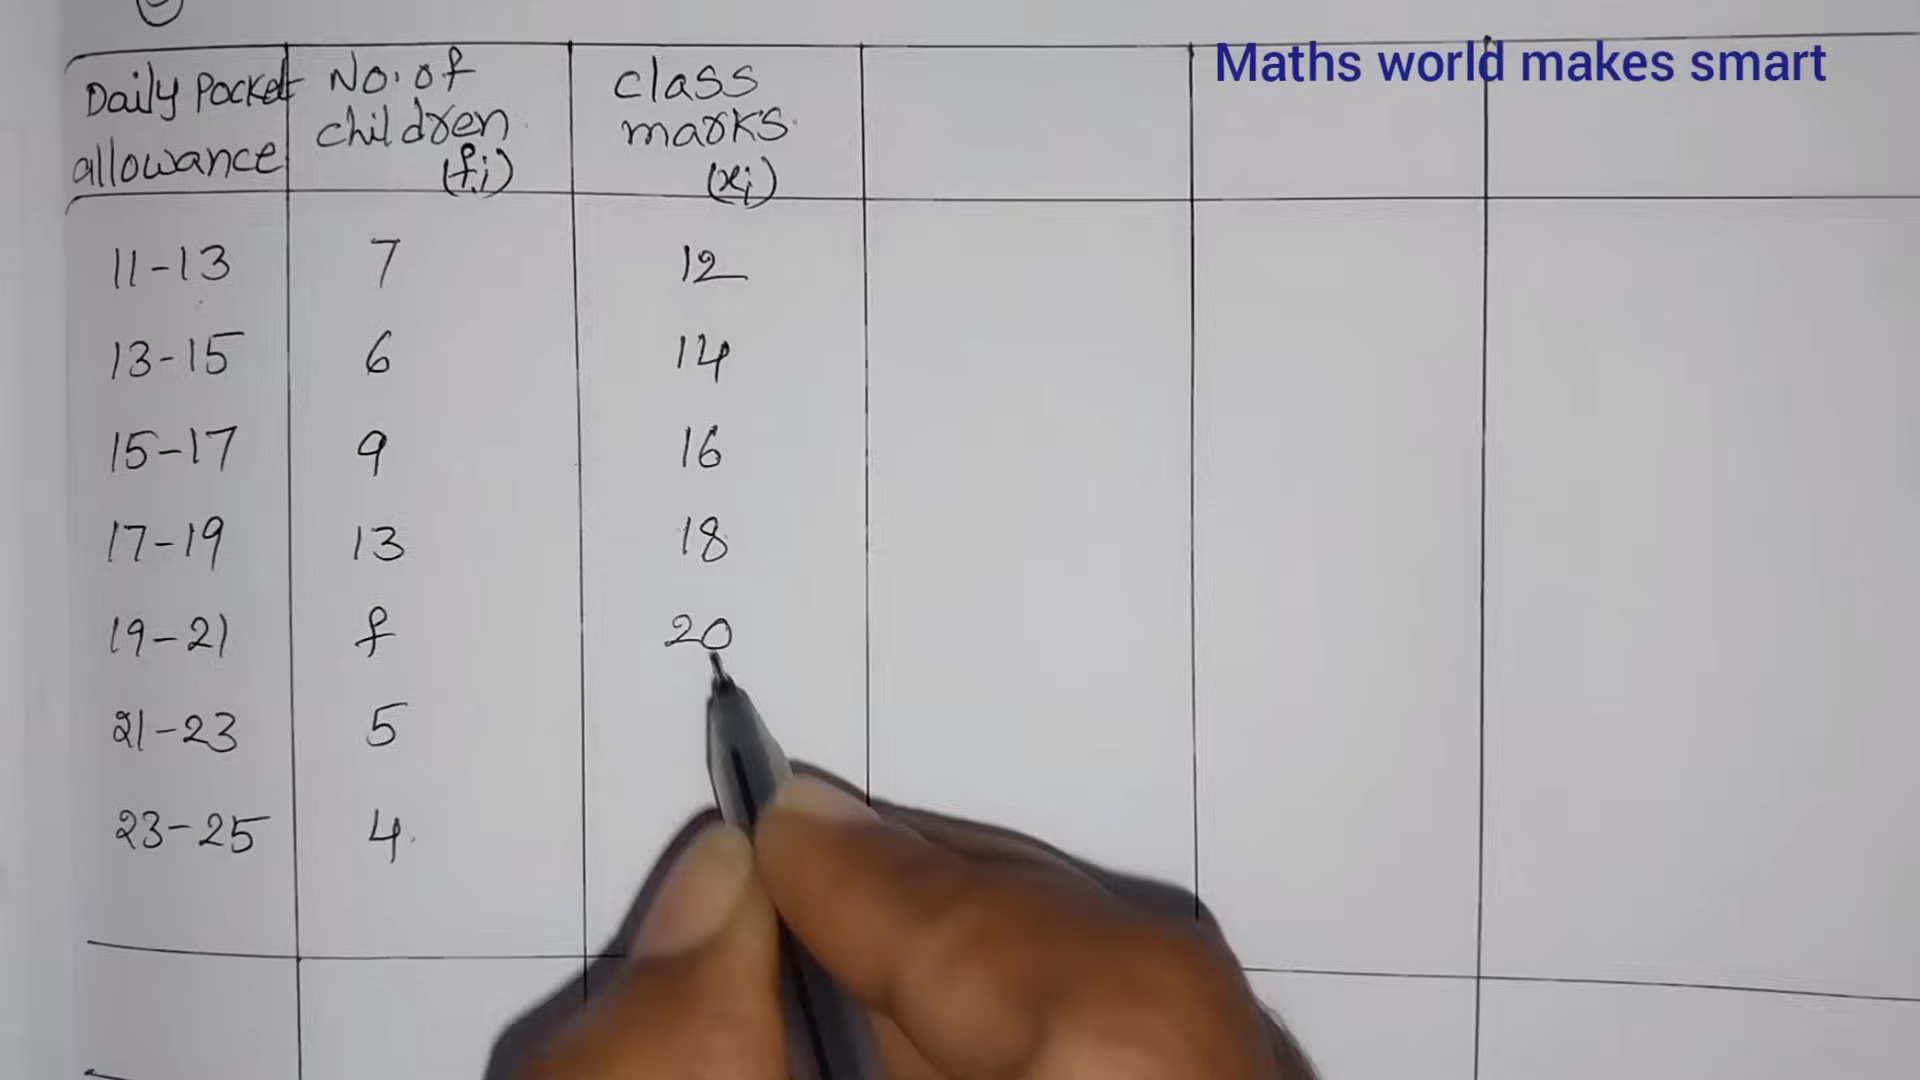 Maths world makes smart
Daily Pocket allowance | No. of children (fi) | class marks (xi)
11-13 7 12
13-15 6 14
15-17 9 16
17-19 13 18
19-21 f 20
21-23 5
23-25 4